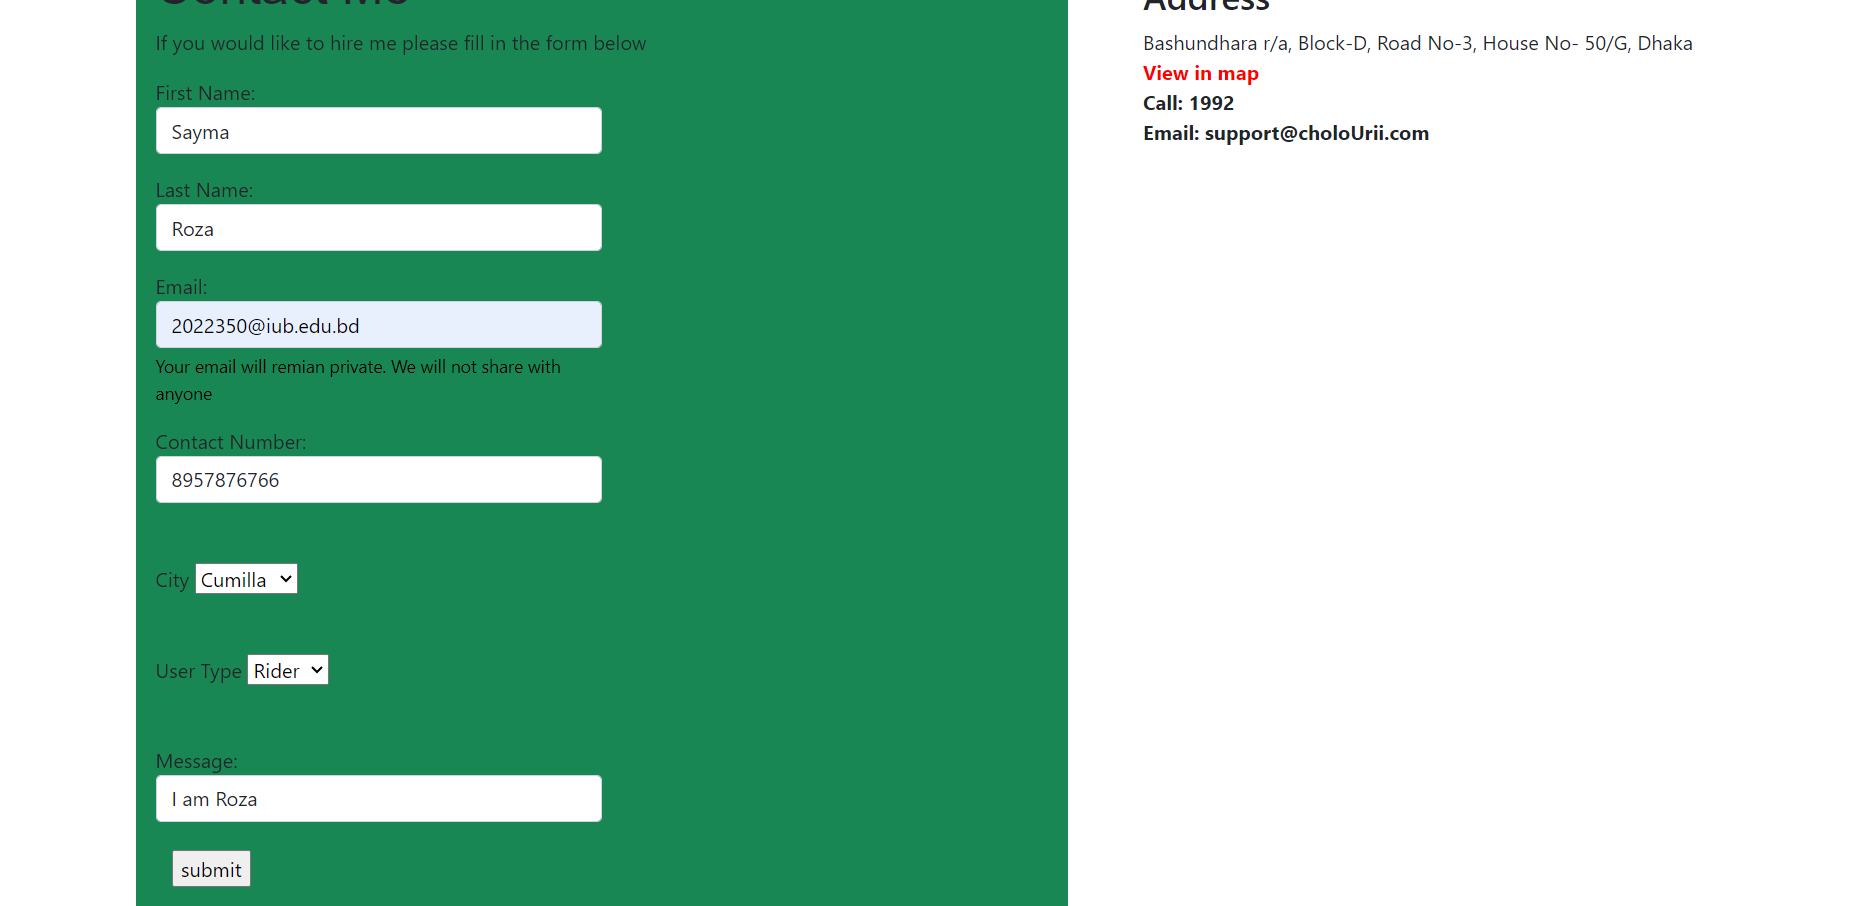 Contact Me
If you would like to hire me please fill in the form below
First Name:
Sayma
Last Name:
Roza
Email:
2022350@iub.edu.bd
Your email will remian private. We will not share with
anyone
Contact Number:
8957876766
City Cumilla
User Type Rider
Message:
I am Roza
submit
Address
Bashundhara r/a, Block-D, Road No-3, House No- 50/G, Dhaka
View in map
Call: 1992
Email: support@choloUrii.com